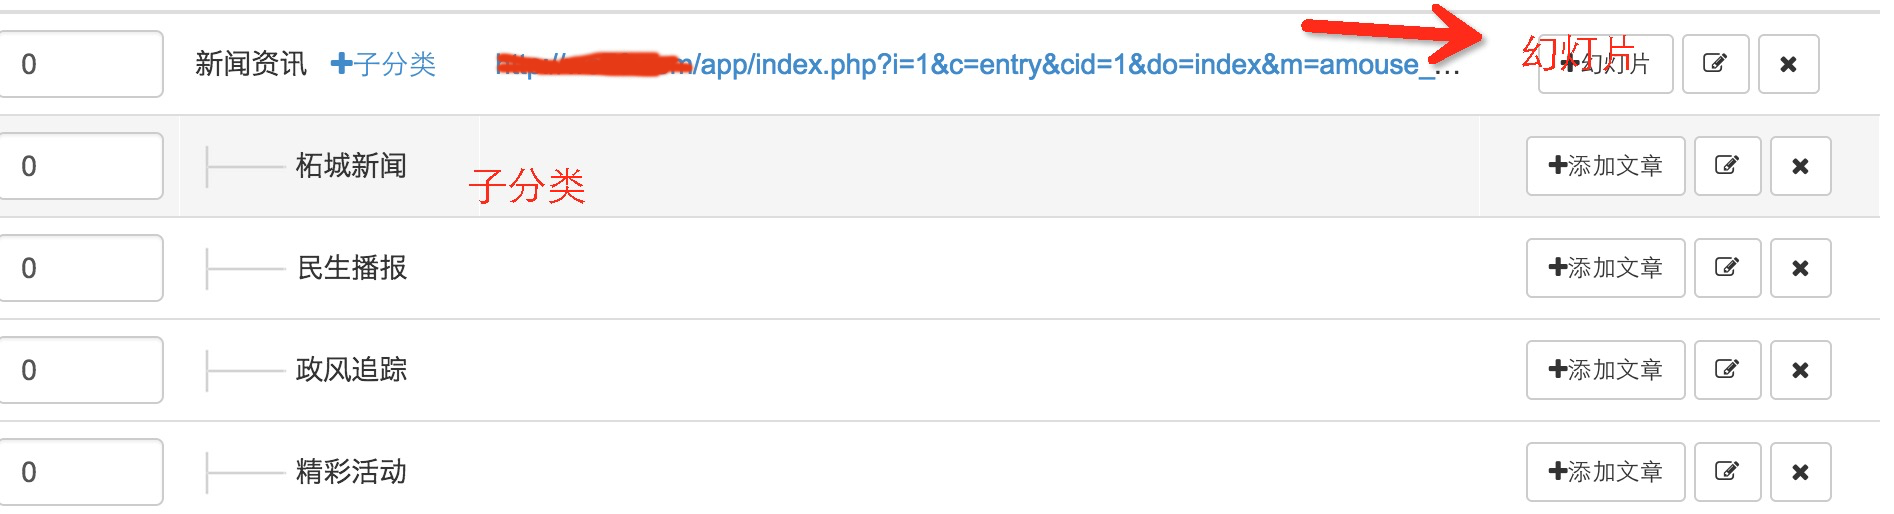 0 新闻资讯 子分类 /app/index.php?i=1&c=entry&cid=1&do=index&m=amouse_... 幻灯片 幻灯片
0 柘城新闻 子分类 添加文章
0 民生播报 添加文章
0 政风追踪 添加文章
0 精彩活动 添加文章